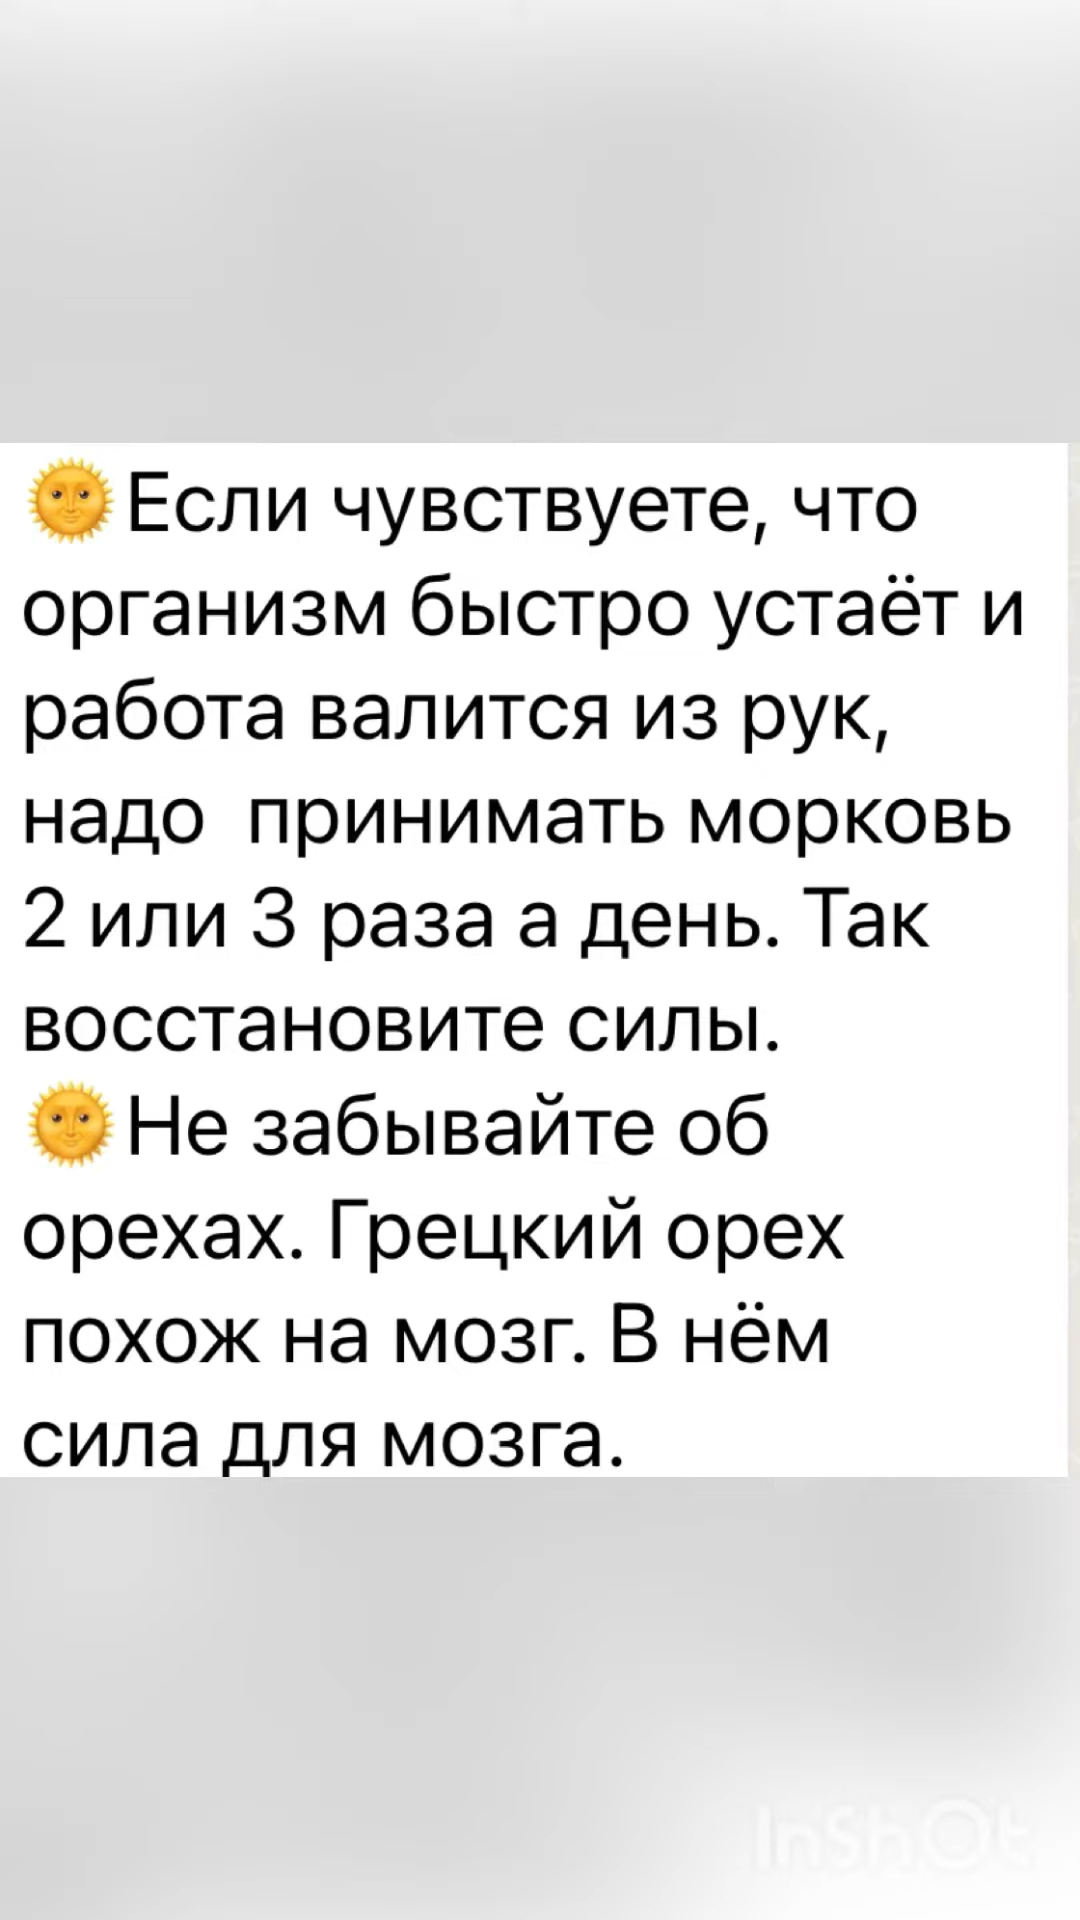 🌞Если чувствуете, что
организм быстро устаёт и
работа валится из рук,
надо  принимать морковь
2 или 3 раза а день. Так
восстановите силы.
🌞Не забывайте об
орехах. Грецкий орех
похож на мозг. В нём
сила для мозга.
InShOt